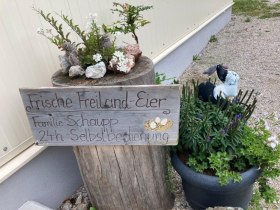 Frische Freiland-Eier
Familie Schaupp
24h Selbstbedienung